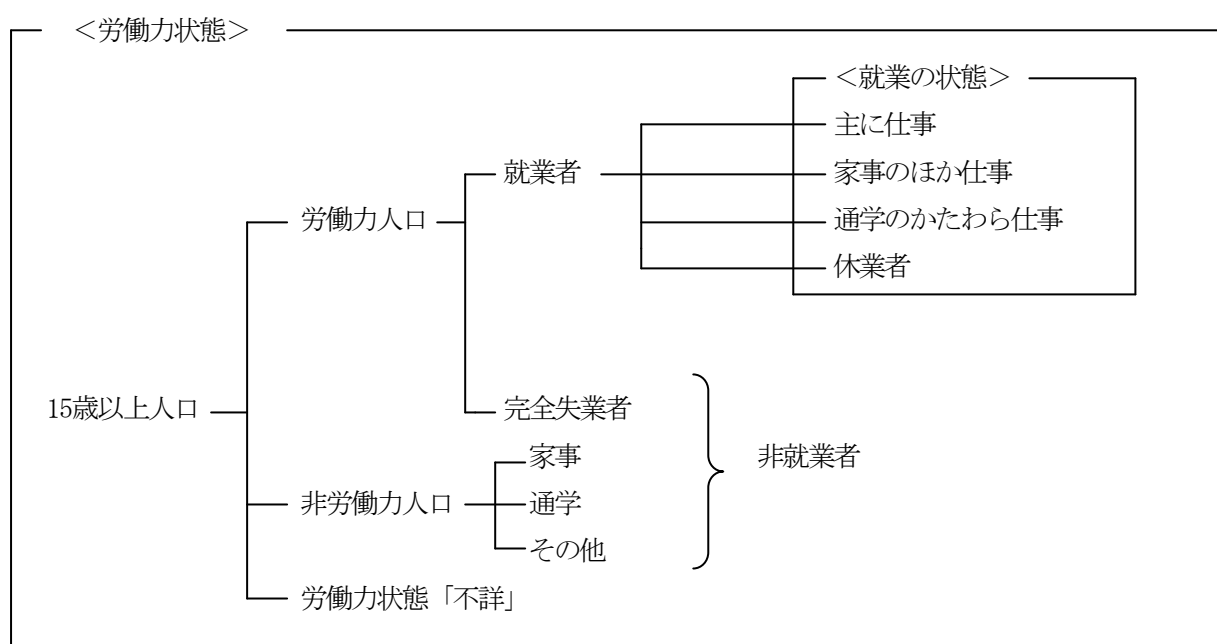 ＜労働力状態＞
＜就業の状態＞
主に仕事
就業者
家事のほか仕事
労働力人口
通学のかたわら仕事
休業者
15歳以上人口
完全失業者
家事
非就業者
非労働力人口
通学
その他
労働力状態「不詳」